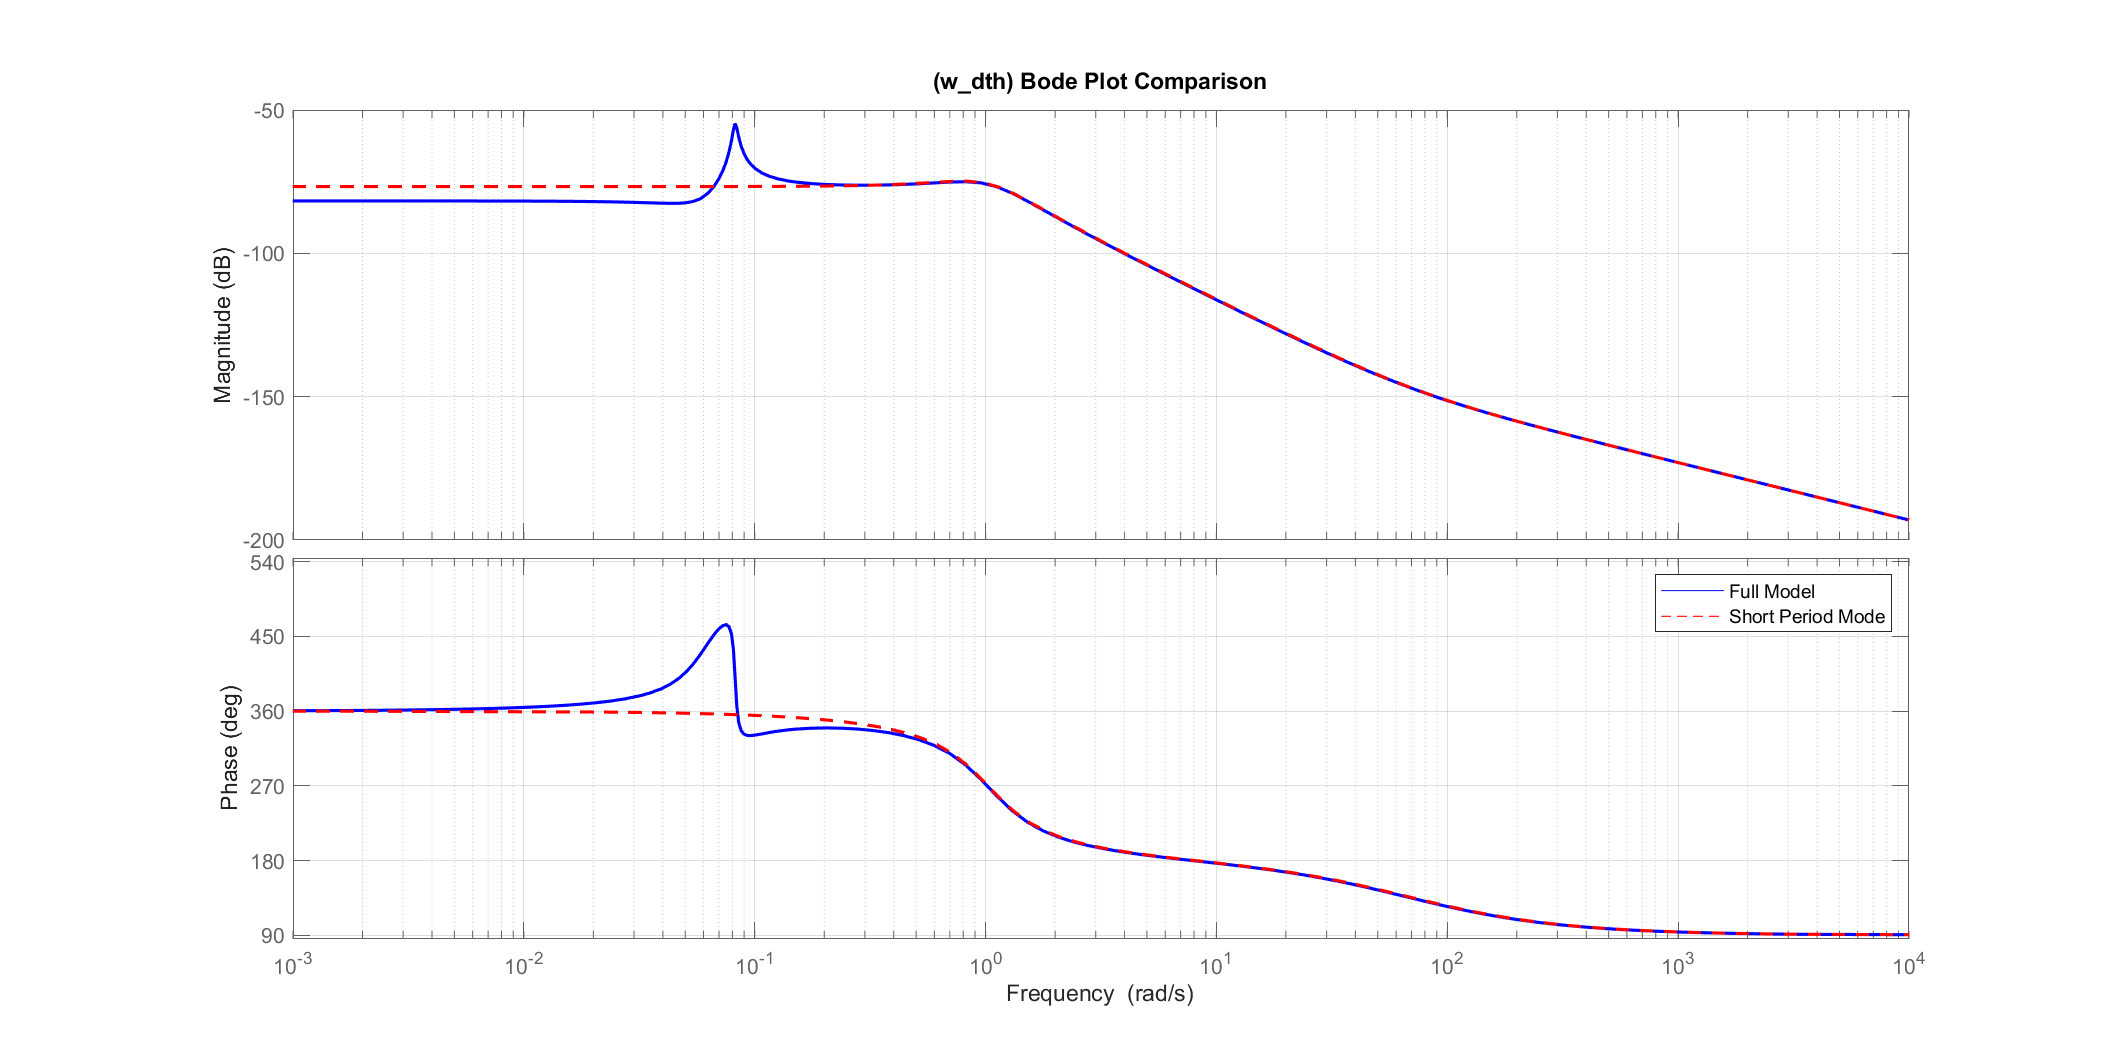 (w_dth) Bode Plot Comparison
Magnitude (dB)
-50
-100
-150
-200
Phase (deg)
540
450
360
270
180
90
Full Model
Short Period Mode
10^-3 10^-2 10^-1 10^0 10^1 10^2 10^3 10^4
Frequency (rad/s)